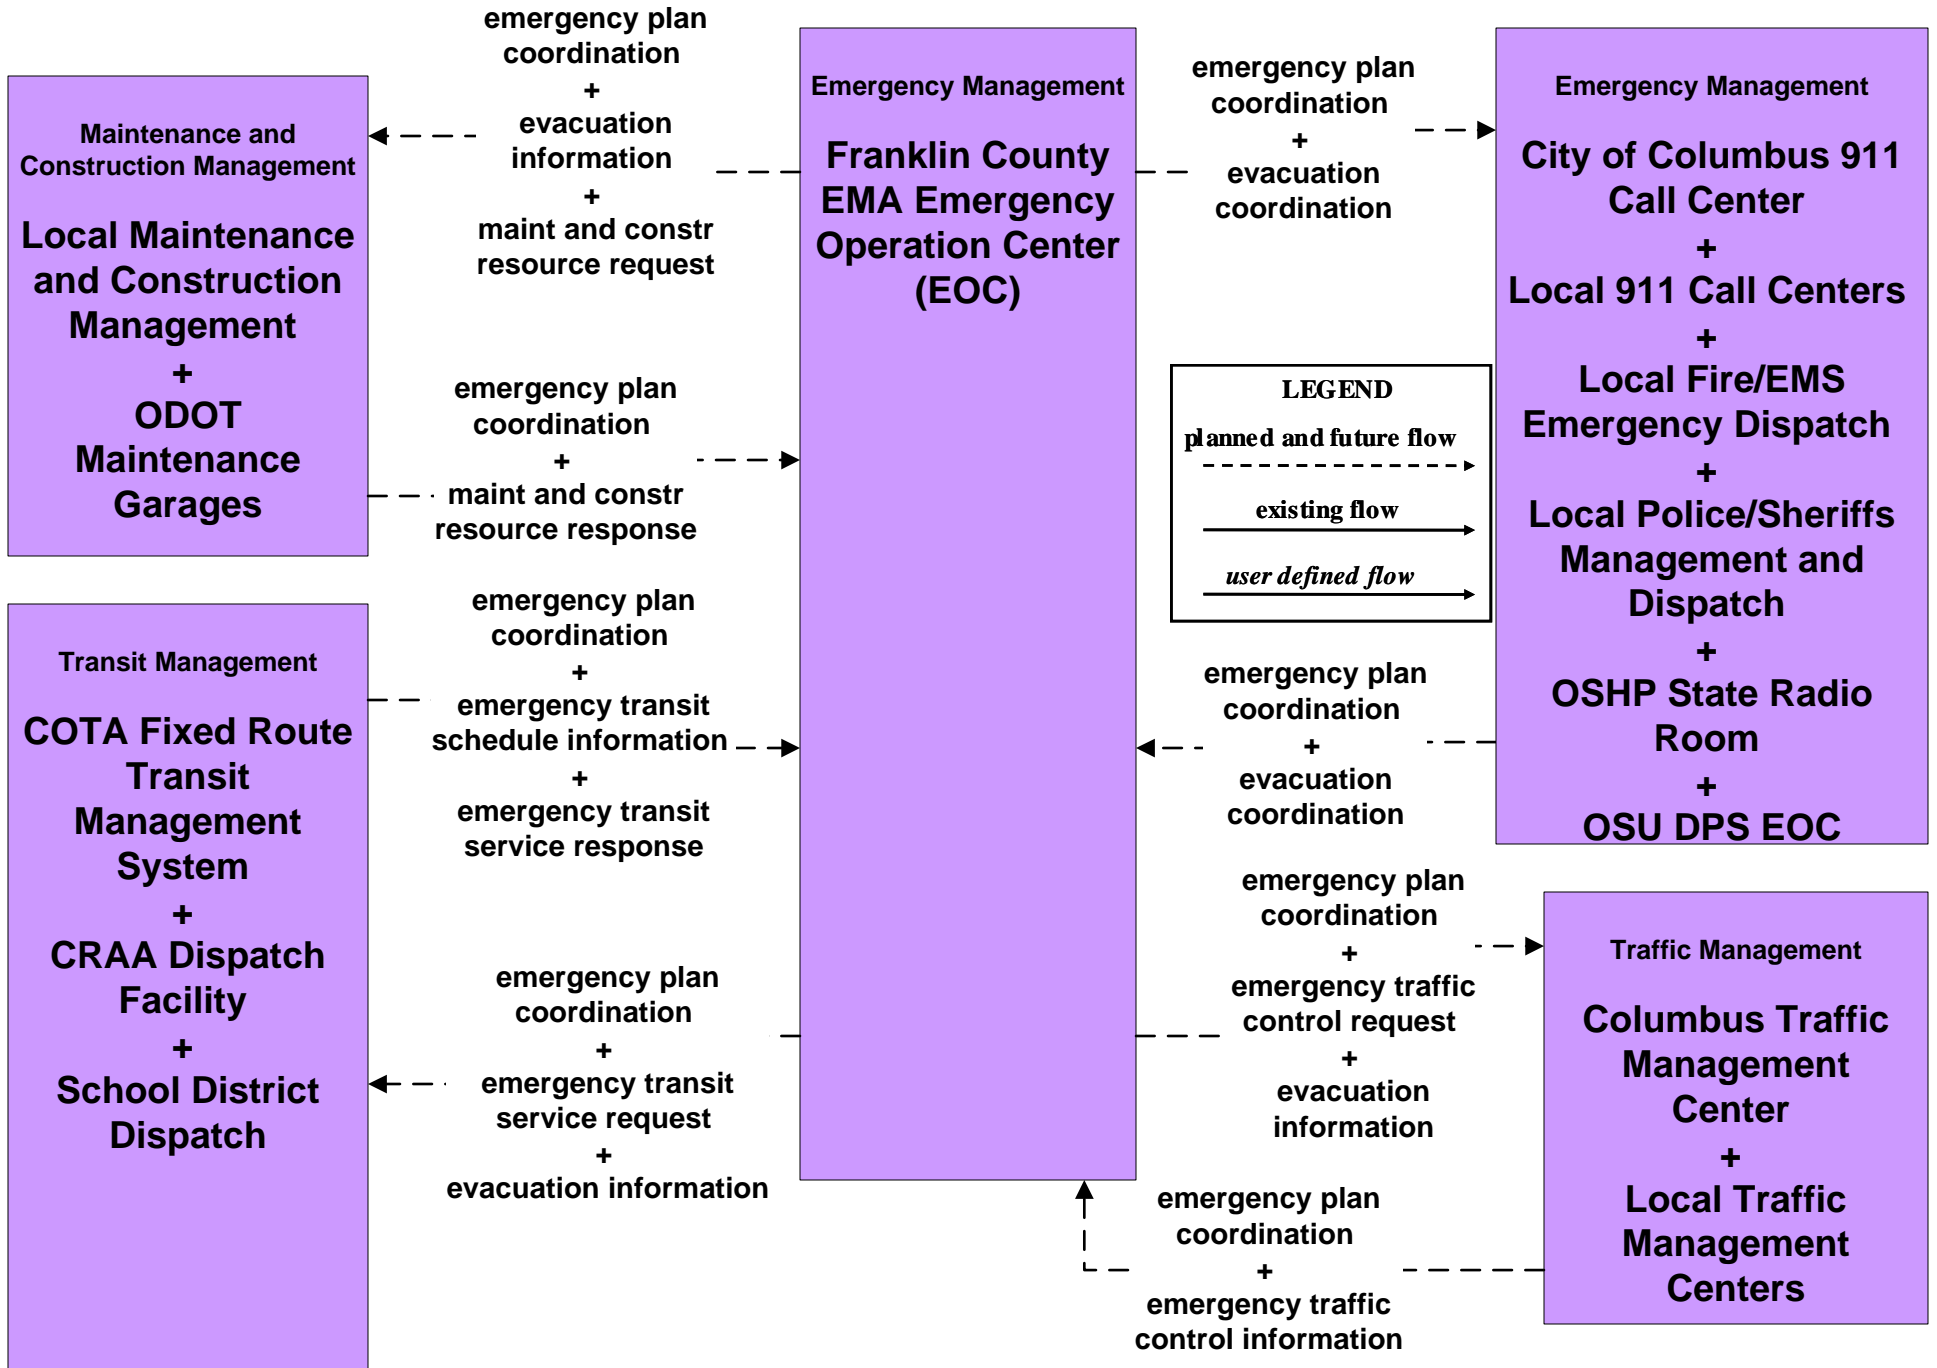 emergency plan
coordination
+
evacuation
information
+
maint and constr
resource request
Maintenance and
Construction Management
Local Maintenance
and Construction
Management
+
ODOT
Maintenance
Garages
emergency plan
coordination
+
maint and constr
resource response
Transit Management
COTA Fixed Route
Transit
Management
System
+
CRAA Dispatch
Facility
+
School District
Dispatch
emergency plan
coordination
+
emergency transit
schedule information
+
emergency transit
service response
emergency plan
coordination
+
emergency transit
service request
+
evacuation information
Emergency Management
Franklin County
EMA Emergency
Operation Center
(EOC)
emergency plan
coordination
+
evacuation
coordination
LEGEND
planned and future flow
existing flow
user defined flow
emergency plan
coordination
+
evacuation
coordination
Emergency Management
City of Columbus 911
Call Center
+
Local 911 Call Centers
+
Local Fire/EMS
Emergency Dispatch
+
Local Police/Sheriffs
Management and
Dispatch
+
OSHP State Radio
Room
+
OSU DPS EOC
emergency plan
coordination
+
emergency traffic
control request
+
evacuation
information
Traffic Management
Columbus Traffic
Management
Center
+
Local Traffic
Management
Centers
emergency plan
coordination
+
emergency traffic
control information